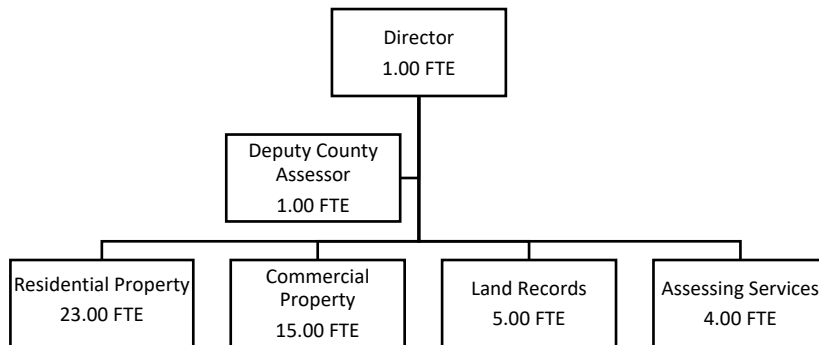 Director
1.00 FTE
Deputy County
Assessor
1.00 FTE
Residential Property
23.00 FTE
Commercial
Property
15.00 FTE
Land Records
5.00 FTE
Assessing Services
4.00 FTE